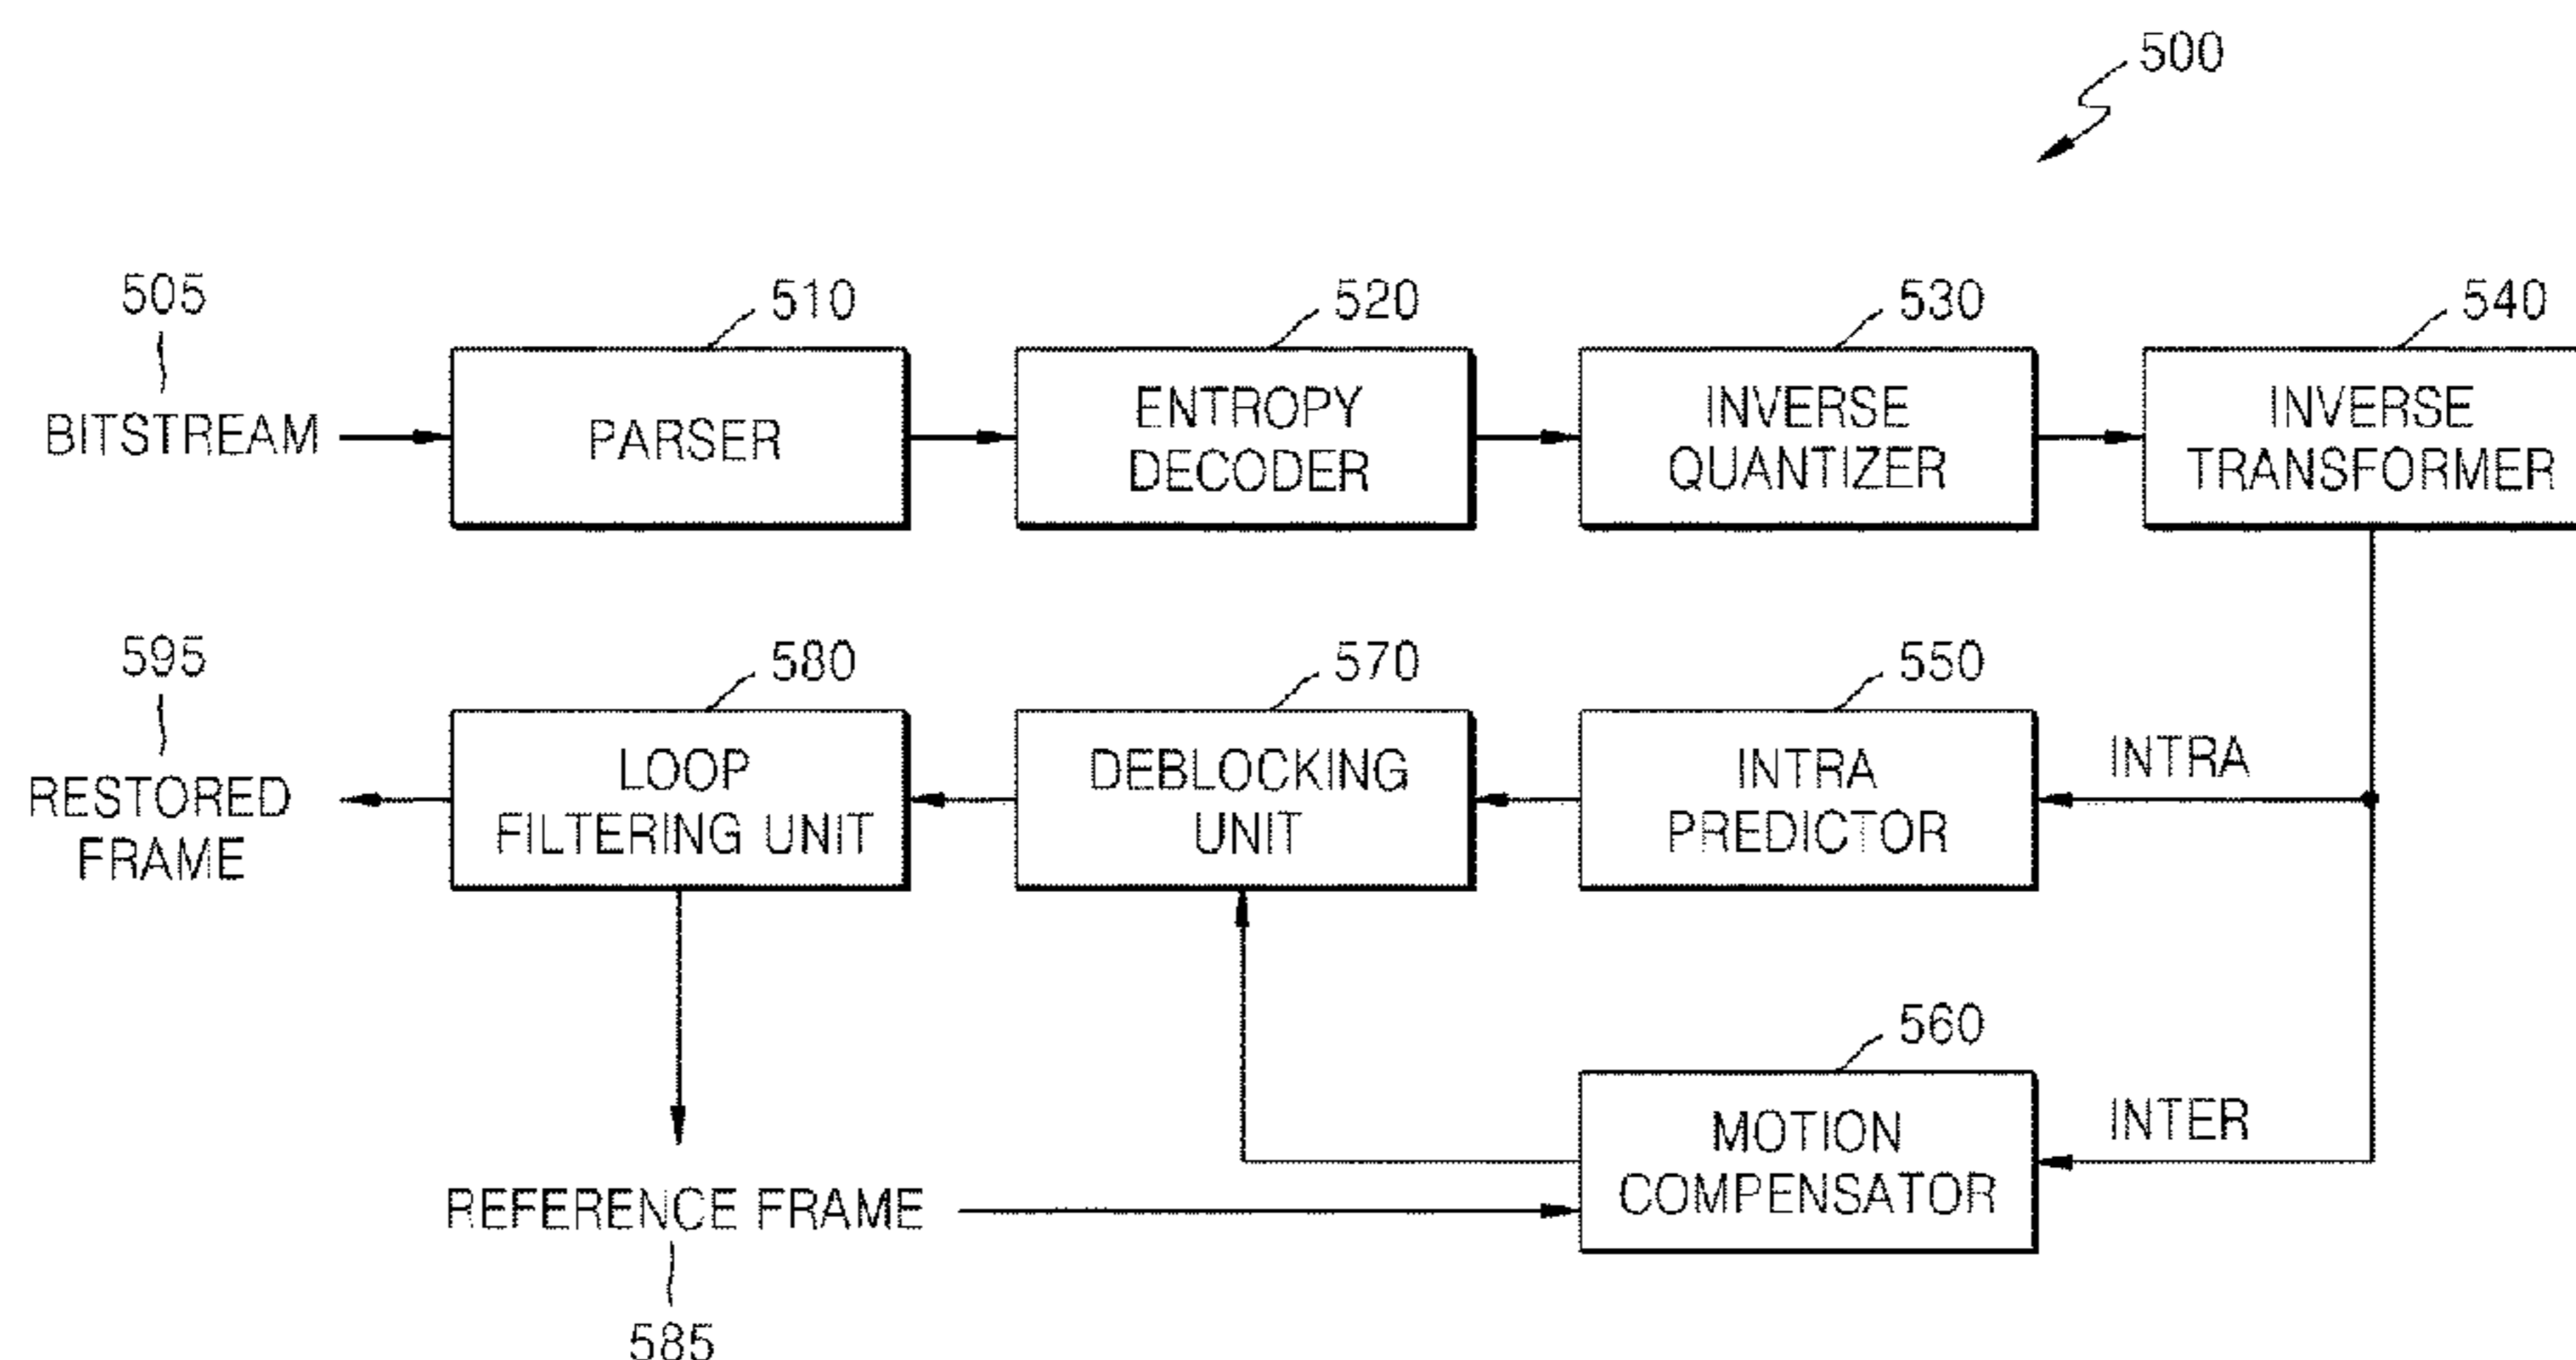 500
505
510
520
530
540
BITSTREAM
PARSER
ENTROPY
DECODER
INVERSE
QUANTIZER
INVERSE
TRANSFORMER
595
580
570
550
RESTORED
FRAME
LOOP
FILTERING UNIT
DEBLOCKING
UNIT
INTRA
PREDICTOR
INTRA
560
MOTION
COMPENSATOR
INTER
REFERENCE FRAME
585